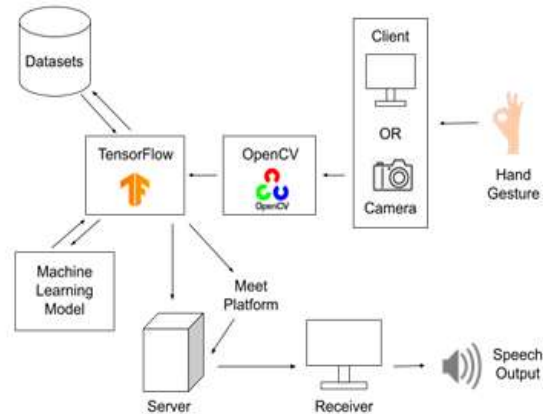 Datasets
Client
OR
Camera
Hand
Gesture
TensorFlow
OpenCV
OpenCV
Machine
Learning
Model
Meet
Platform
Server
Receiver
Speech
Output